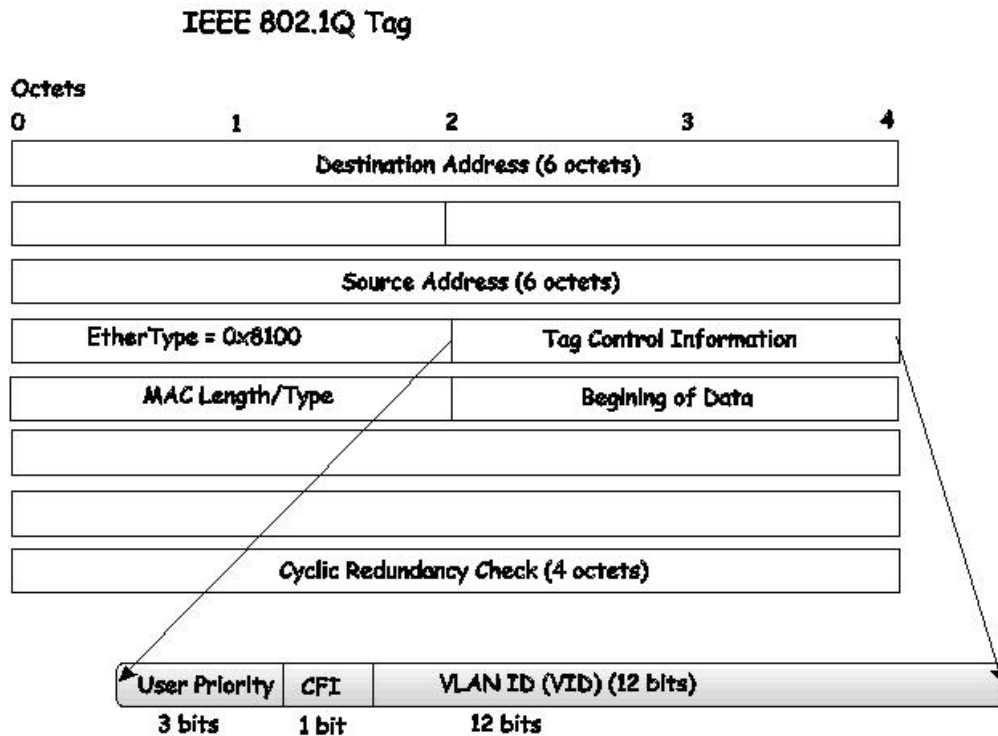 IEEE 802.1Q Tag
Octets
0 1 2 3 4
Destination Address (6 octets)
Source Address (6 octets)
EtherType = 0x8100 Tag Control Information
MAC Length/Type Begining of Data
Cyclic Redundancy Check (4 octets)
User Priority CFI VLAN ID (VID) (12 bits)
3 bits 1 bit 12 bits